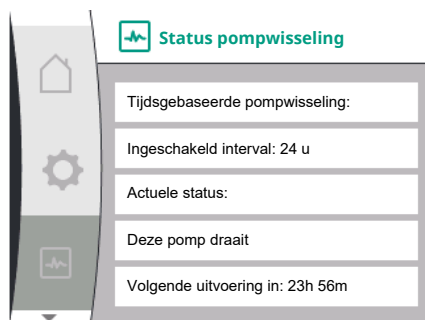 Status pompwisseling
Tijdsgebaseerde pompwisseling:
Ingeschakeld interval: 24 u
Actuele status:
Deze pomp draait
Volgende uitvoering in: 23h 56m